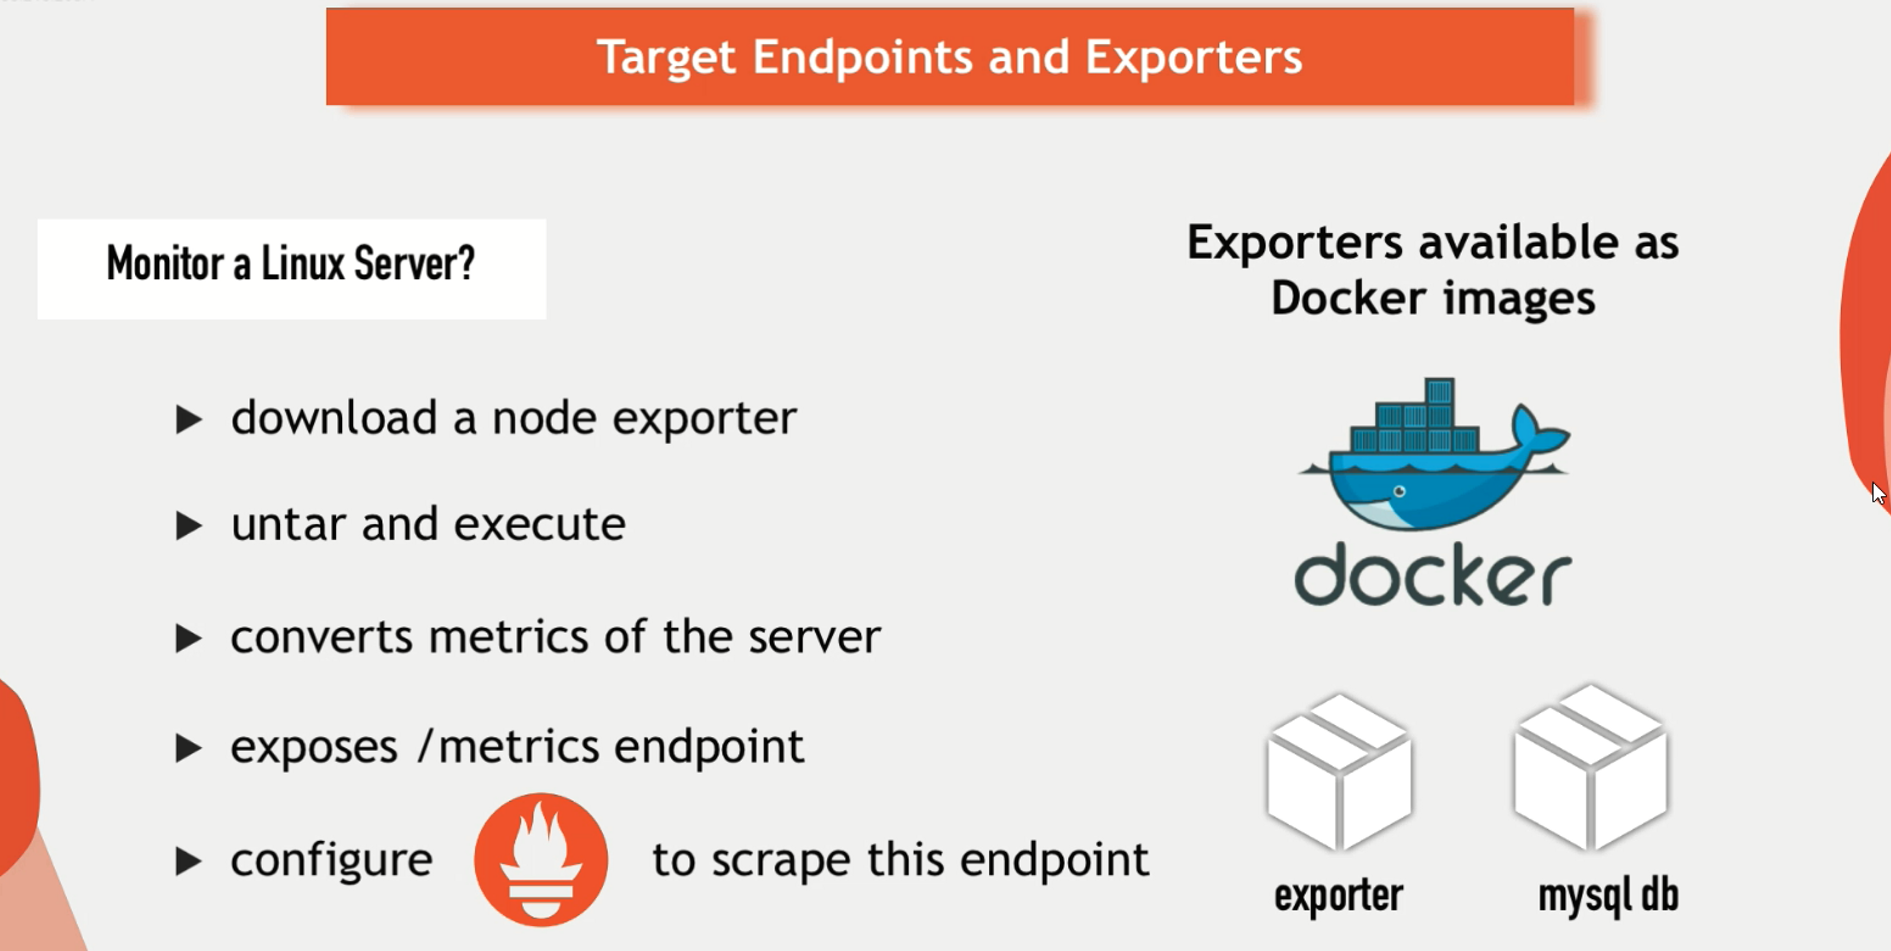 Target Endpoints and Exporters
Monitor a Linux Server?
download a node exporter
untar and execute
converts metrics of the server
exposes /metrics endpoint
configure to scrape this endpoint
Exporters available as
Docker images
docker
exporter
mysql db